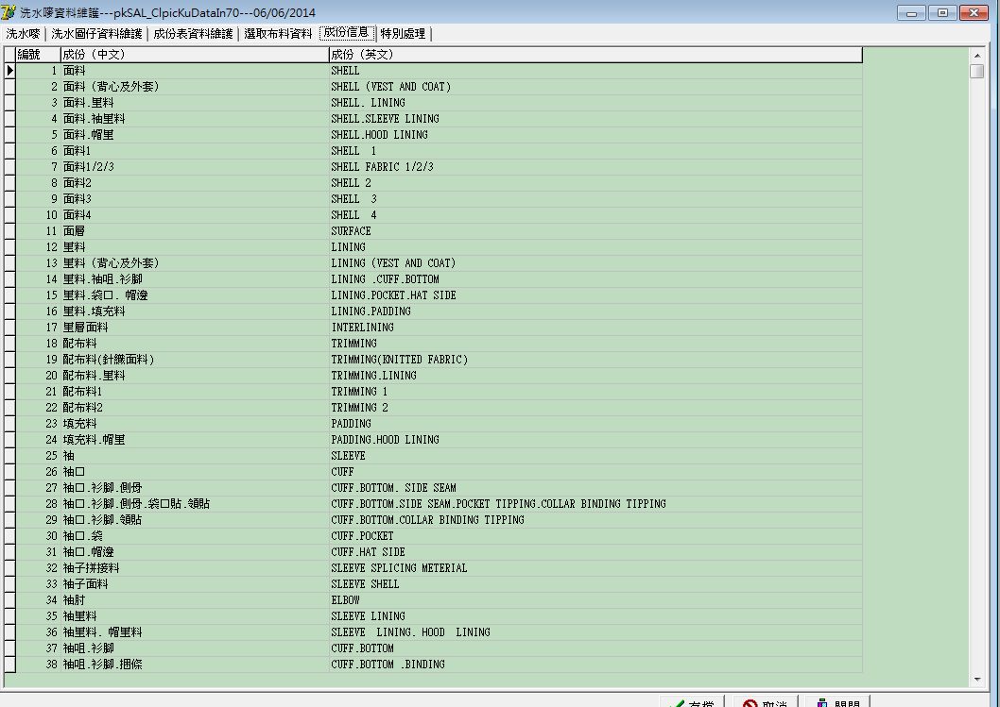 洗水嘜資料維護---pkSAL_ClpicKuDataIn70---06/06/2014
洗水嘜 洗水圖仔資料維護 成份表資料維護 選取布料資料 成份信息 特別處理
編號 成份（中文） 成份（英文）
1 面料 SHELL
2 面料（背心及外套） SHELL (VEST AND COAT)
3 面料.里料 SHELL. LINING
4 面料.袖里料 SHELL.SLEEVE LINING
5 面料.帽里 SHELL.HOOD LINING
6 面料1 SHELL  1
7 面料1/2/3 SHELL FABRIC 1/2/3
8 面料2 SHELL 2
9 面料3 SHELL  3
10 面料4 SHELL  4
11 面層 SURFACE
12 里料 LINING
13 里料（背心及外套） LINING (VEST AND COAT)
14 里料.袖咀.衫腳 LINING .CUFF.BOTTOM
15 里料.袋口. 帽邊 LINING.POCKET.HAT SIDE
16 里料.填充料 LINING.PADDING
17 里層面料 INTERLINING
18 配布料 TRIMMING
19 配布料(針織面料) TRIMMING(KNITTED FABRIC)
20 配布料.里料 TRIMMING.LINING
21 配布料1 TRIMMING 1
22 配布料2 TRIMMING 2
23 填充料 PADDING
24 填充料.帽里 PADDING.HOOD LINING
25 袖 SLEEVE
26 袖口 CUFF
27 袖口.衫腳.側骨 CUFF.BOTTOM. SIDE SEAM
28 袖口.衫腳.側骨.袋口貼.領貼 CUFF.BOTTOM.SIDE SEAM.POCKET TIPPING.COLLAR BINDING TIPPING
29 袖口.衫腳.領貼 CUFF.BOTTOM.COLLAR BINDING TIPPING
30 袖口.袋 CUFF.POCKET
31 袖口.帽邊 CUFF.HAT SIDE
32 袖子拼接料 SLEEVE SPLICING METERIAL
33 袖子面料 SLEEVE SHELL
34 袖肘 ELBOW
35 袖里料 SLEEVE LINING
36 袖里料. 帽里料 SLEEVE  LINING. HOOD  LINING
37 袖咀.衫腳 CUFF.BOTTOM
38 袖咀.衫腳.捆條 CUFF.BOTTOM .BINDING
存檔 取消 關閉